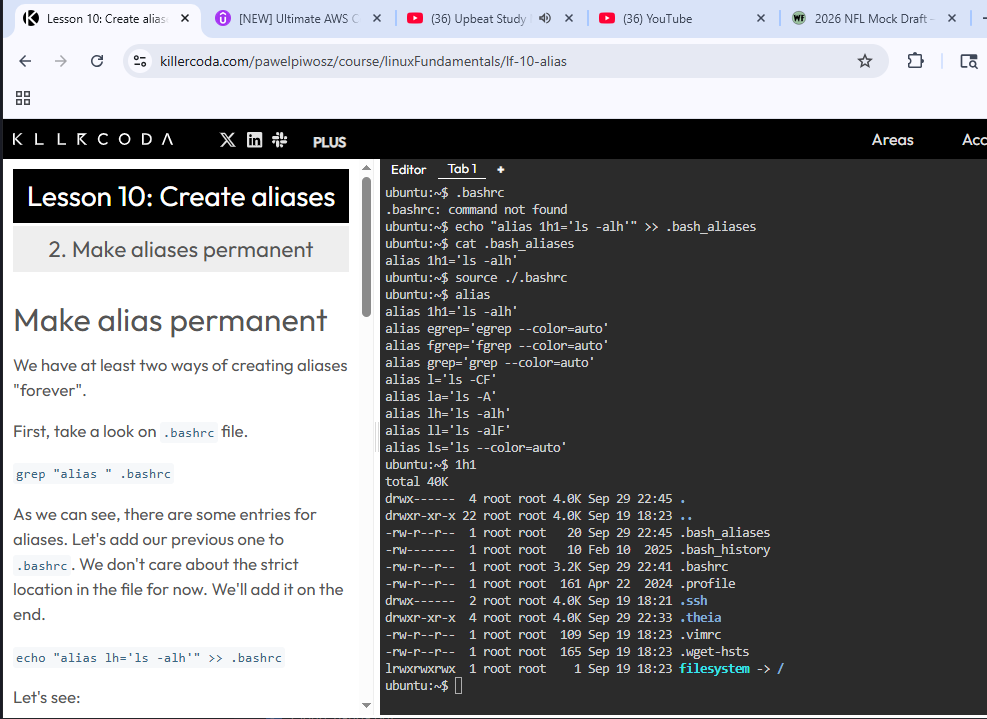 Lesson 10: Create alias
[NEW] Ultimate AWS C
(36) Upbeat Study
(36) YouTube
2026 NFL Mock Draft -
killercoda.com/pawelpiwosz/course/linuxFundamentals/lf-10-alias
KLLRCODA
PLUS
Areas
Acc
Lesson 10: Create aliases
2. Make aliases permanent
Make alias permanent
We have at least two ways of creating aliases
"forever".
First, take a look on .bashrc file.
grep "alias " .bashrc
As we can see, there are some entries for
aliases. Let's add our previous one to
.bashrc. We don't care about the strict
location in the file for now. We'll add it on the
end.
echo "alias lh='ls -alh'" >> .bashrc
Let's see:
Editor Tab 1 +
ubuntu:~$ .bashrc
.bashrc: command not found
ubuntu:~$ echo "alias 1h1='ls -alh'" >> .bash_aliases
ubuntu:~$ cat .bash_aliases
alias 1h1='ls -alh'
ubuntu:~$ source ./.bashrc
ubuntu:~$ alias
alias 1h1='ls -alh'
alias egrep='egrep --color=auto'
alias fgrep='fgrep --color=auto'
alias grep='grep --color=auto'
alias l='ls -CF'
alias la='ls -A'
alias lh='ls -alh'
alias ll='ls -alF'
alias ls='ls --color=auto'
ubuntu:~$ 1h1
total 40K
drwx------  4 root root 4.0K Sep 29 22:45 .
drwxr-xr-x 22 root root 4.0K Sep 19 18:23 ..
-rw-r--r--  1 root root   20 Sep 29 22:45 .bash_aliases
-rw-------  1 root root   10 Feb 10  2025 .bash_history
-rw-r--r--  1 root root 3.2K Sep 29 22:41 .bashrc
-rw-r--r--  1 root root  161 Apr 22  2024 .profile
drwx------  2 root root 4.0K Sep 19 18:21 .ssh
drwxr-xr-x  4 root root 4.0K Sep 29 22:33 .theia
-rw-r--r--  1 root root  109 Sep 19 18:23 .vimrc
-rw-r--r--  1 root root  165 Sep 19 18:23 .wget-hsts
lrwxrwxrwx  1 root root    1 Sep 19 18:23 filesystem -> /
ubuntu:~$